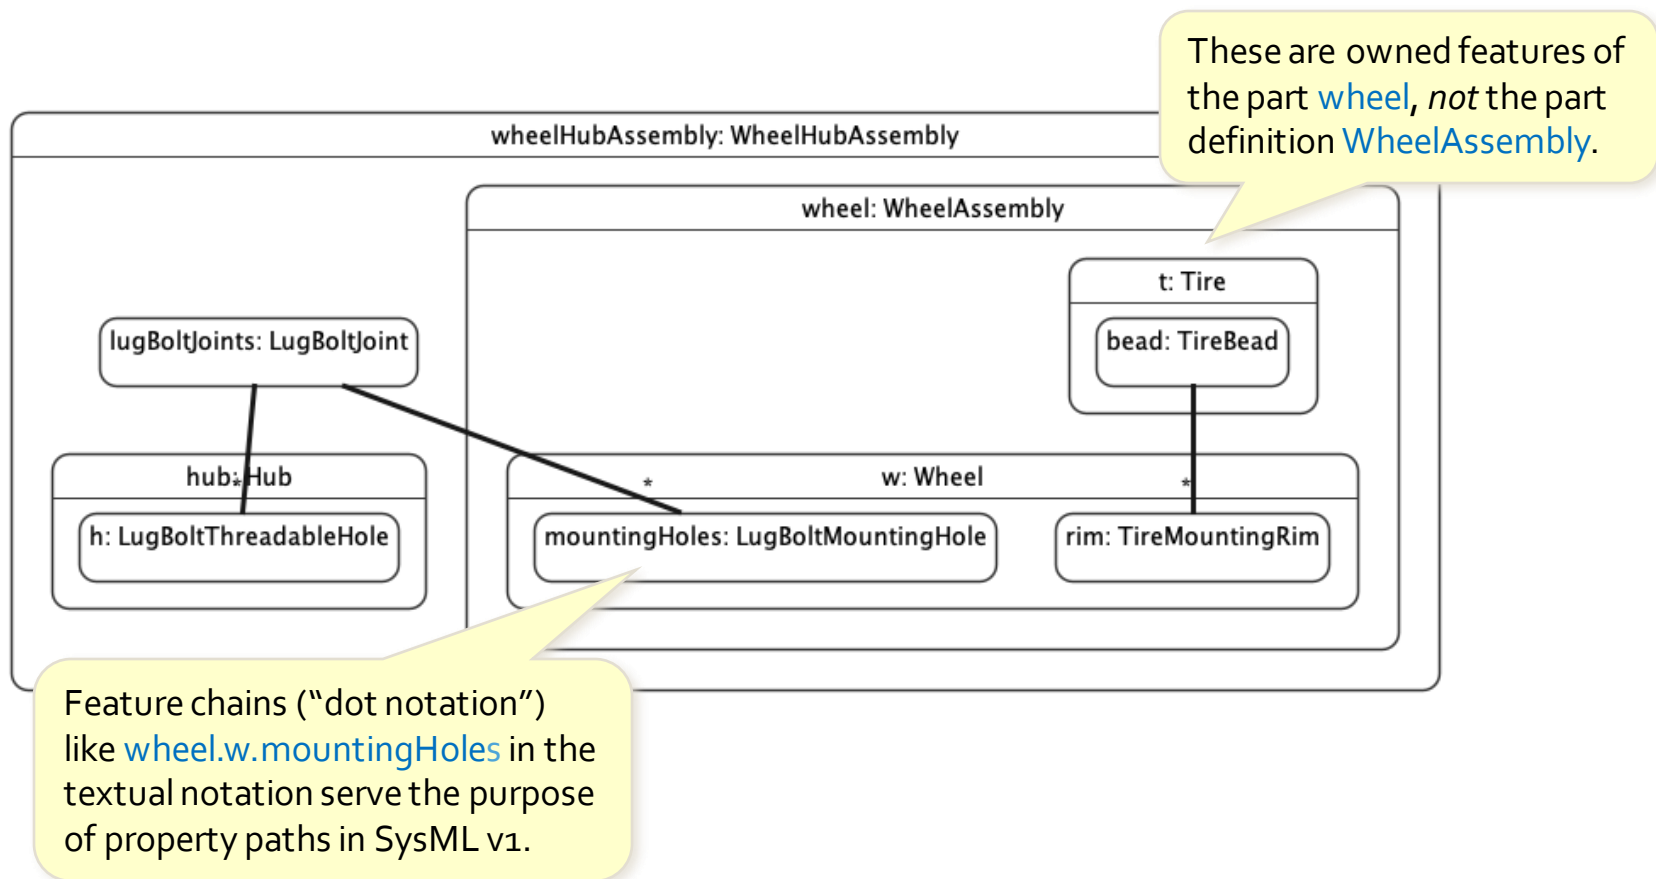 These are owned features of
the part wheel, not the part
definition WheelAssembly.
wheelHubAssembly: WheelHubAssembly
wheel: WheelAssembly
t: Tire
bead: TireBead
lugBoltJoints: LugBoltJoint
hub: Hub
*
h: LugBoltThreadableHole
w: Wheel
*
*
mountingHoles: LugBoltMountingHole
rim: TireMountingRim
Feature chains (“dot notation”)
like wheel.w.mountingHoles in the
textual notation serve the purpose
of property paths in SysML v1.